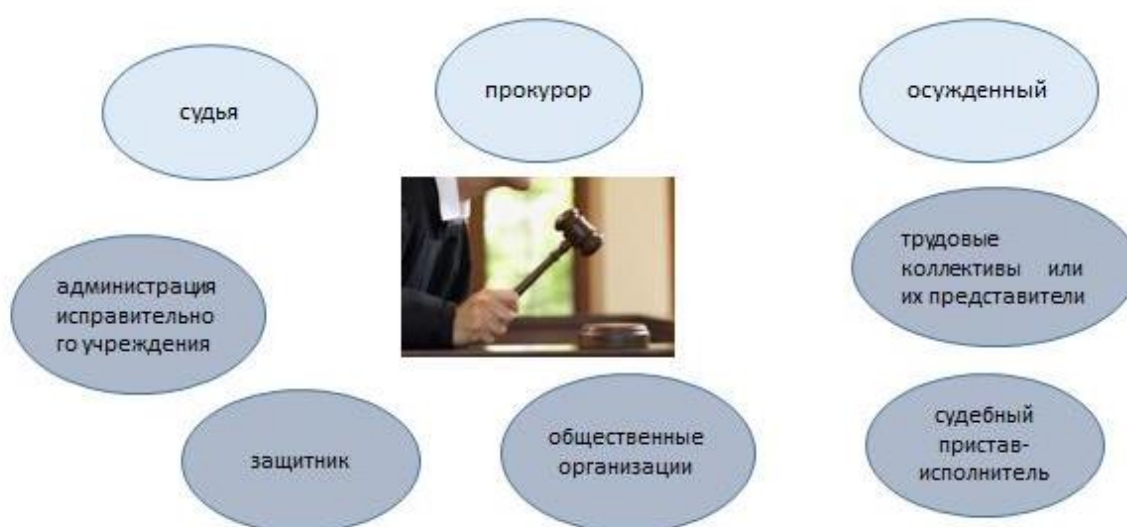 судья
прокурор
осужденный
администрация
исправительно
го учреждения
трудовые
коллективы или
их представители
защитник
общественные
организации
судебный
пристав-
исполнитель